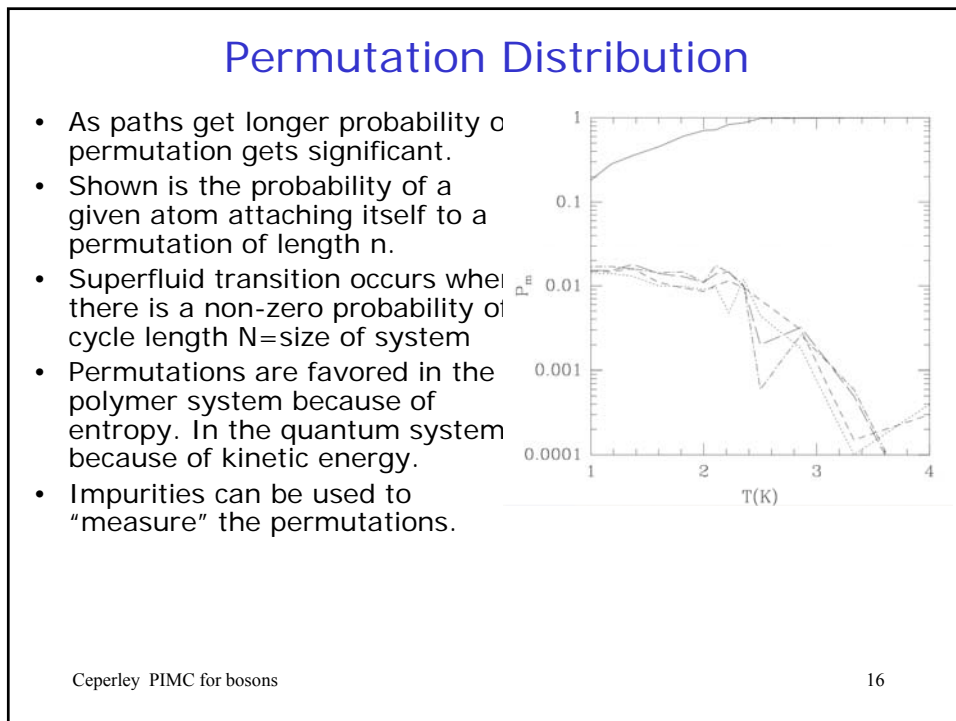 Permutation Distribution
• As paths get longer probability o
permutation gets significant.
• Shown is the probability of a
given atom attaching itself to a
permutation of length n.
• Superfluid transition occurs whe
there is a non-zero probability o
cycle length N=size of system
• Permutations are favored in the
polymer system because of
entropy. In the quantum system
because of kinetic energy.
• Impurities can be used to
“measure” the permutations.
1
0.1
0.01
0.001
0.0001
Pm
1 2 3 4
T(K)
Ceperley PIMC for bosons 16